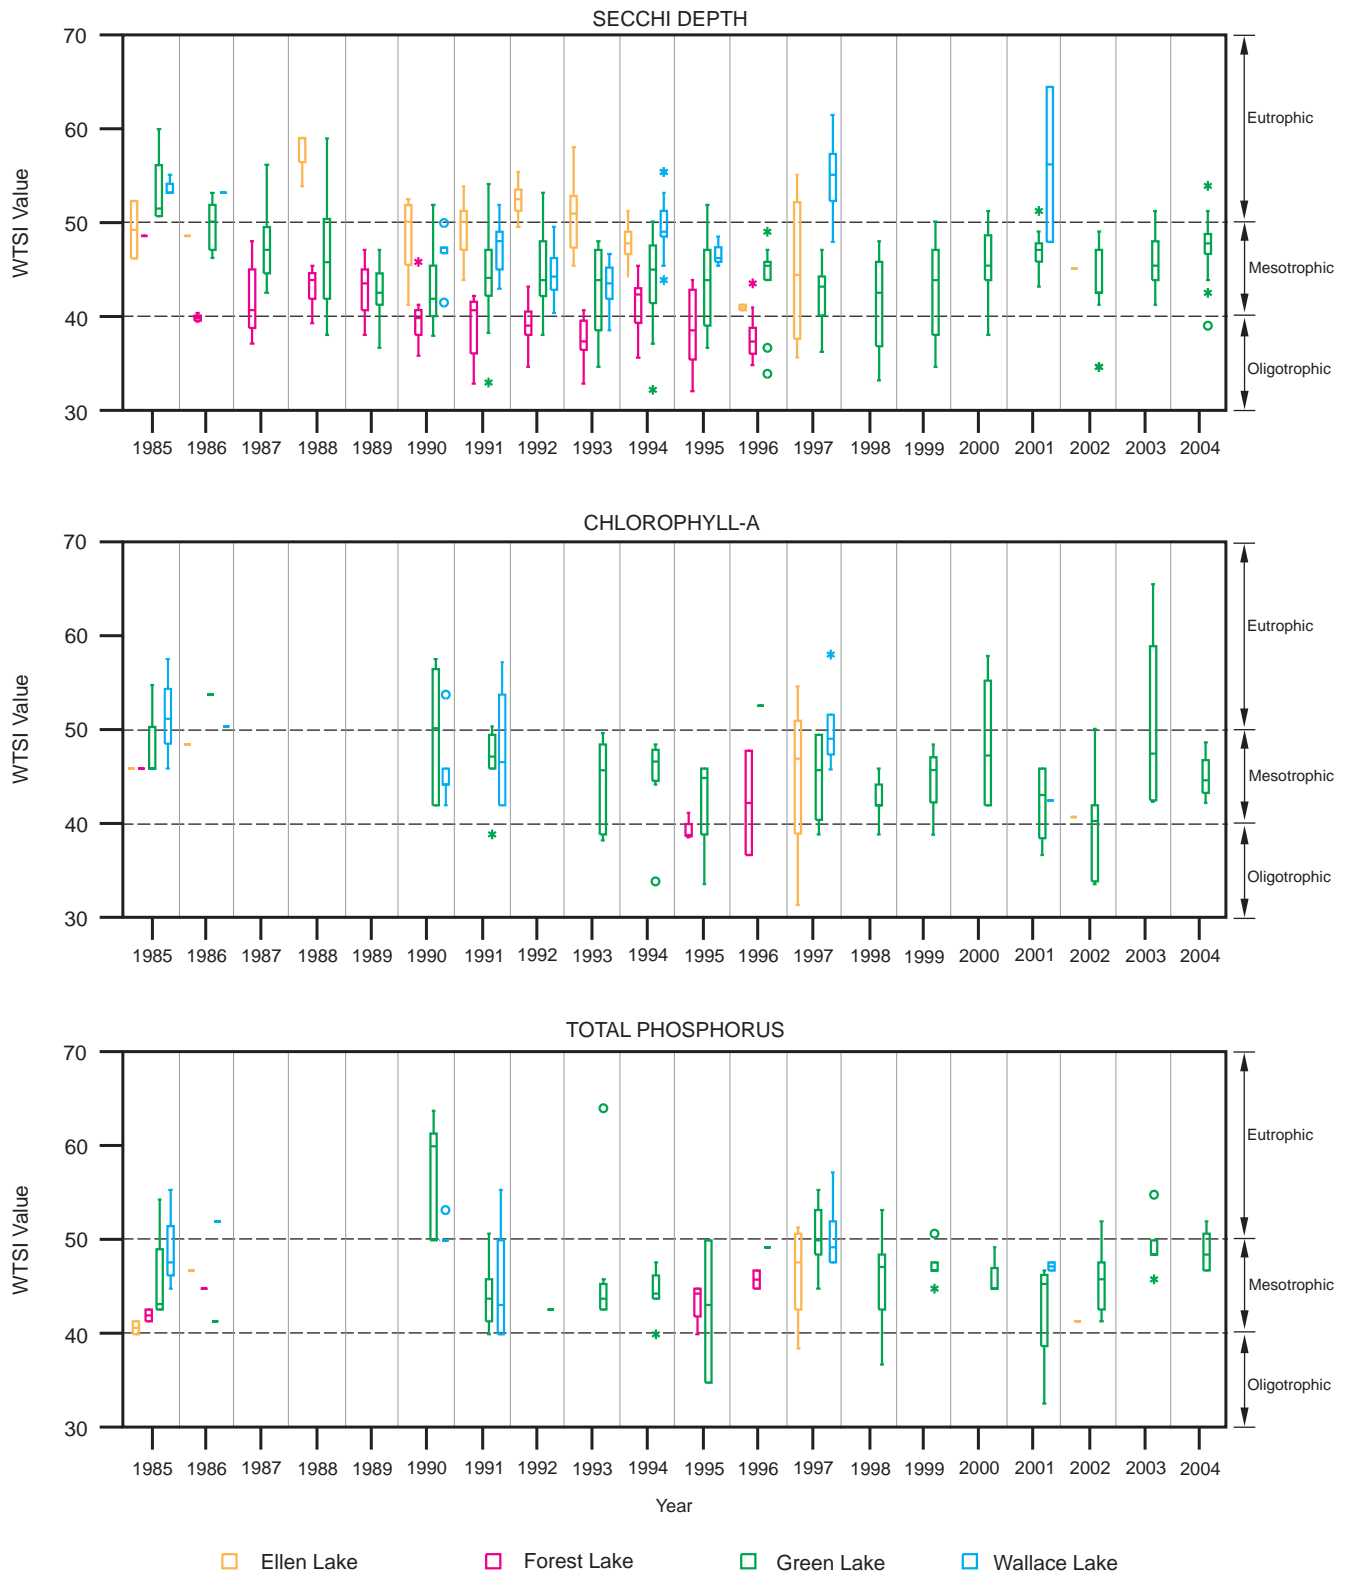 SECCHI DEPTH
70
60
50
40
30
WTSI Value
Eutrophic
Mesotrophic
Oligotrophic
1985 1986 1987 1988 1989 1990 1991 1992 1993 1994 1995 1996 1997 1998 1999 2000 2001 2002 2003 2004
CHLOROPHYLL-A
70
60
50
40
30
WTSI Value
Eutrophic
Mesotrophic
Oligotrophic
1985 1986 1987 1988 1989 1990 1991 1992 1993 1994 1995 1996 1997 1998 1999 2000 2001 2002 2003 2004
TOTAL PHOSPHORUS
70
60
50
40
30
WTSI Value
Eutrophic
Mesotrophic
Oligotrophic
1985 1986 1987 1988 1989 1990 1991 1992 1993 1994 1995 1996 1997 1998 1999 2000 2001 2002 2003 2004
Year
Ellen Lake Forest Lake Green Lake Wallace Lake